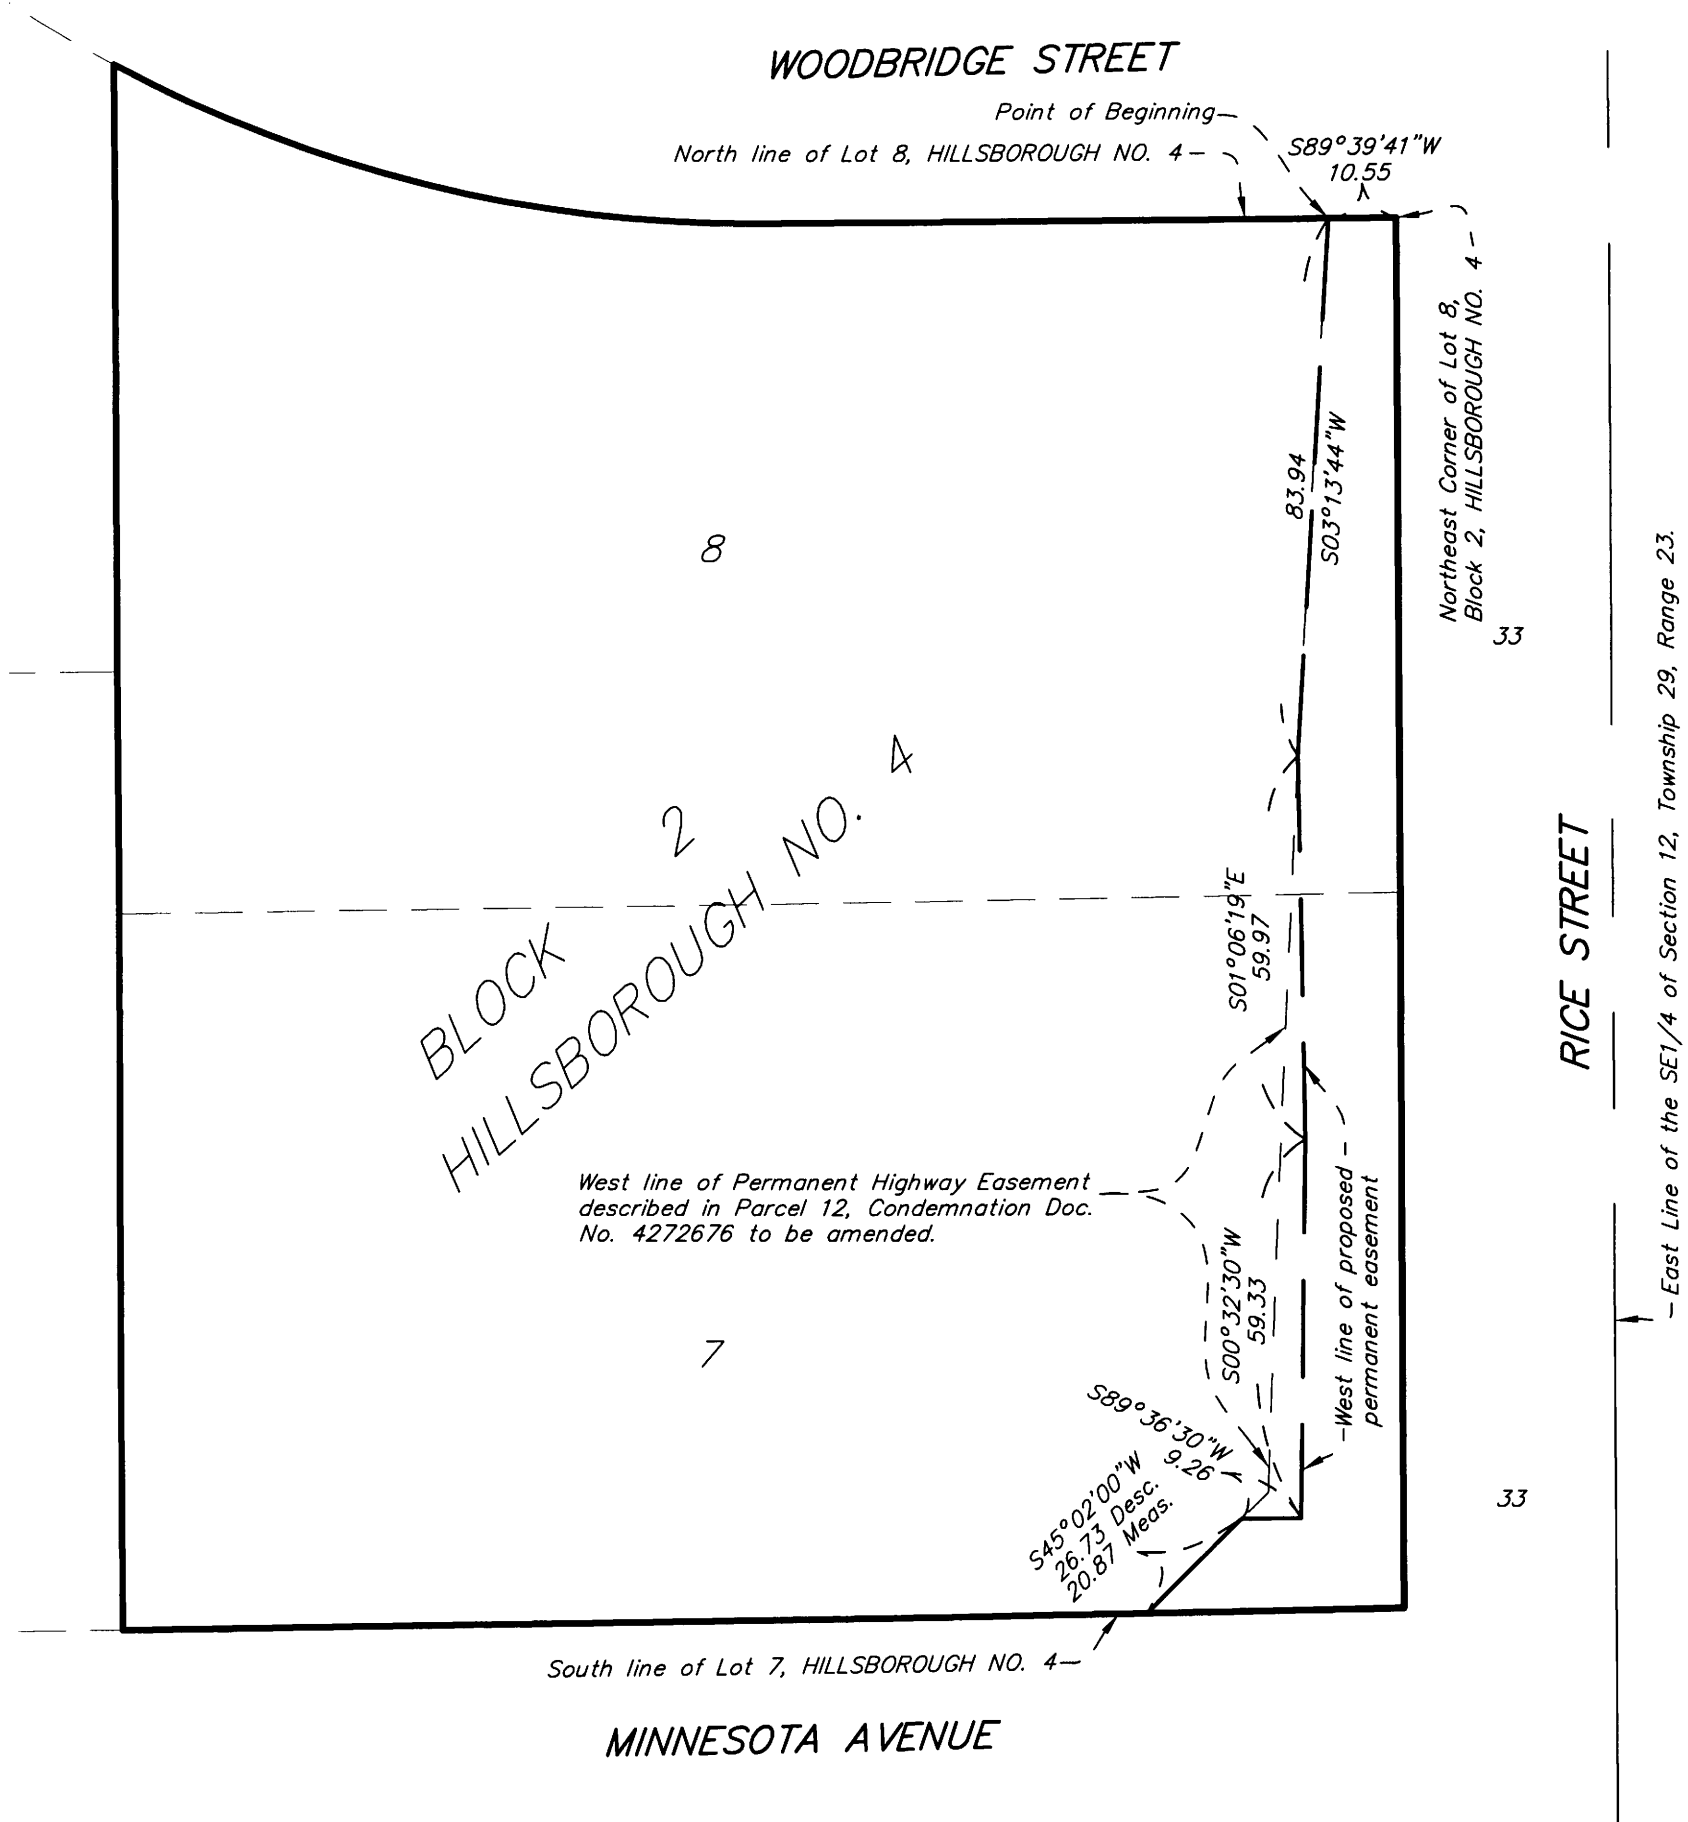 WOODBRIDGE STREET
Point of Beginning
North line of Lot 8, HILLSBOROUGH NO. 4
S89°39'41"W
10.55
Northeast Corner of Lot 8,
Block 2, HILLSBOROUGH NO. 4
83.94
S03°13'44"W
8
33
East Line of the SE1/4 of Section 12, Township 29, Range 23.
RICE STREET
BLOCK 2
HILLSBOROUGH NO. 4
S01°06'19"E
59.97
West line of Permanent Highway Easement
described in Parcel 12, Condemnation Doc.
No. 4272676 to be amended.
S00°32'30"W
59.33
West line of proposed
permanent easement
7
S89°36'30"W
9.26
S45°02'00"W
26.73 Desc.
20.87 Meas.
33
South line of Lot 7, HILLSBOROUGH NO. 4
MINNESOTA AVENUE